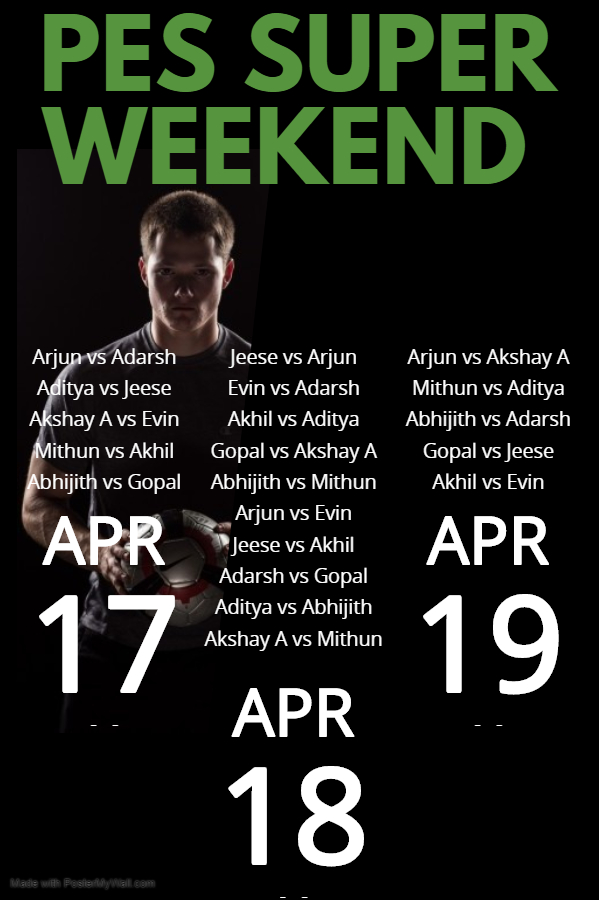 PES SUPER
WEEKEND
Arjun vs Adarsh
Aditya vs Jeese
Akshay A vs Evin
Mithun vs Akhil
Abhijith vs Gopal
APR
17
- -
Jeese vs Arjun
Evin vs Adarsh
Akhil vs Aditya
Gopal vs Akshay A
Abhijith vs Mithun
Arjun vs Evin
Jeese vs Akhil
Adarsh vs Gopal
Aditya vs Abhijith
Akshay A vs Mithun
APR
18
- -
Arjun vs Akshay A
Mithun vs Aditya
Abhijith vs Adarsh
Gopal vs Jeese
Akhil vs Evin
APR
19
- -
Made with PosterMyWall.com